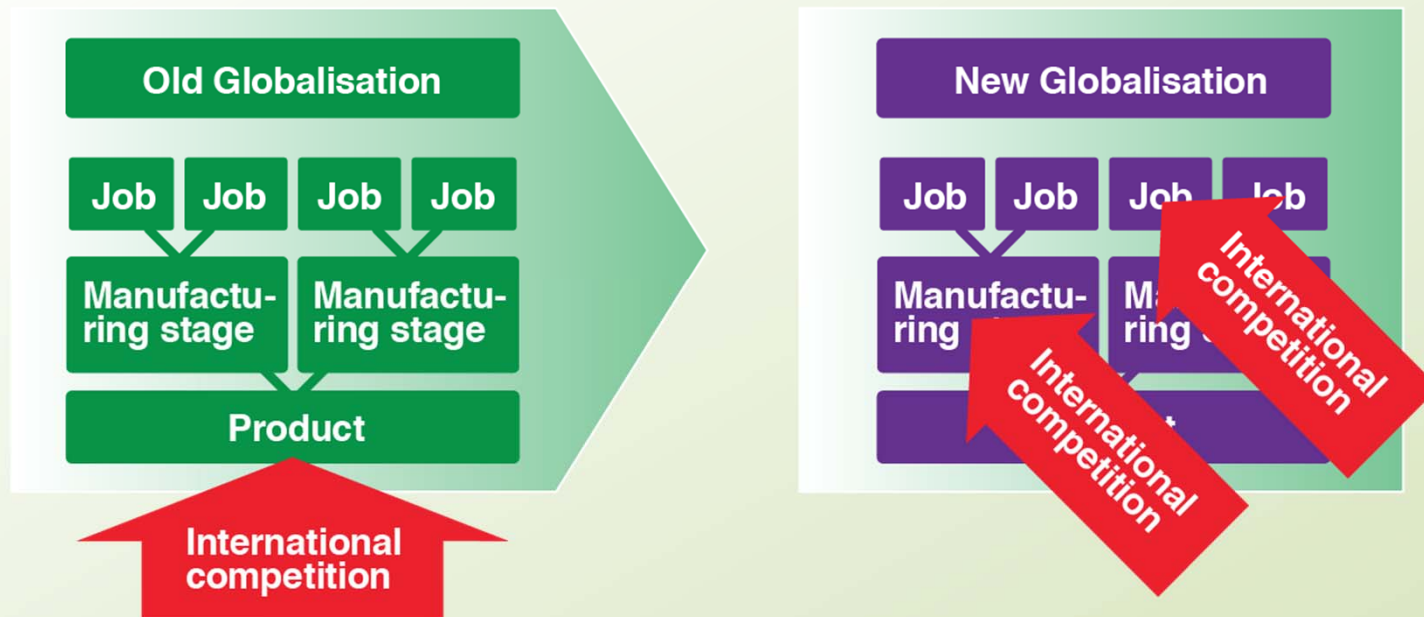 Old Globalisation
Job Job Job Job
Manufactu-
ring stage
Manufactu-
ring stage
Product
International
competition
New Globalisation
Job Job
Manufactu-
ring
ring
International
competition
International
competition